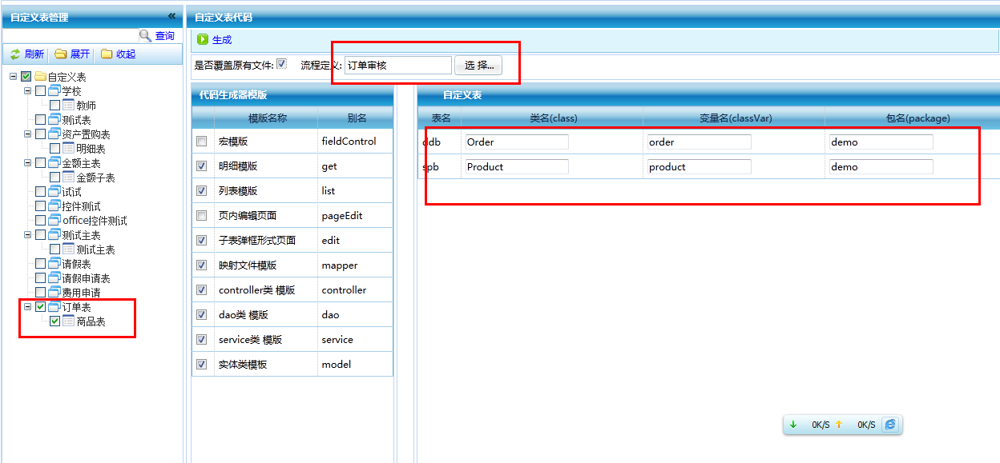 自定义表管理
查询
刷新 展开 收起
自定义表
学校
教师
测试表
资产置购表
明细表
金额主表
金额子表
试试
控件测试
office控件测试
测试主表
测试主表
请假表
请假申请表
费用申请
订单表
商品表
自定义表代码
生成
是否覆盖原有文件: 流程定义: 订单审核 选 择...
代码生成器模版
模版名称 别名
宏模版 fieldControl
明细模版 get
列表模版 list
页内编辑页面 pageEdit
子表弹框形式页面 edit
映射文件模版 mapper
controller类 模版 controller
dao类 模版 dao
service类 模版 service
实体类模板 model
自定义表
表名 类名(class) 变量名(classVar) 包名(package)
ddb Order order demo
spb Product product demo
0K/S 0K/S